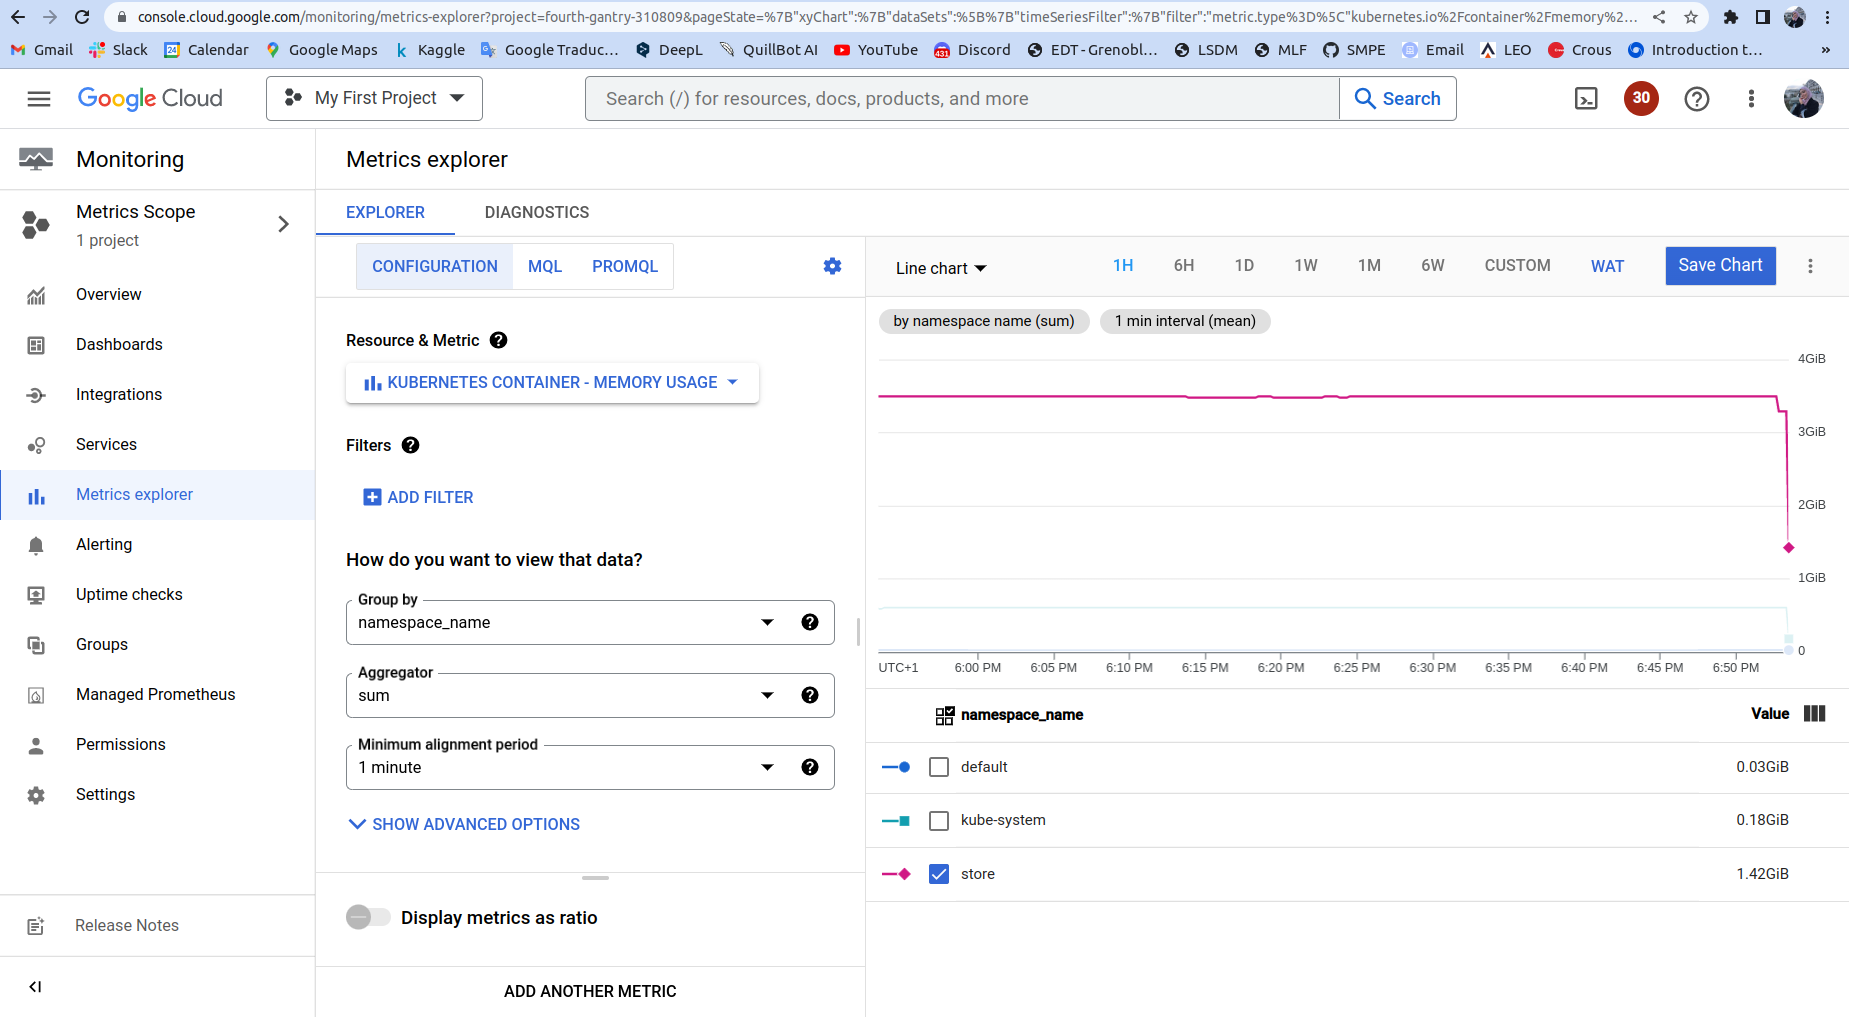 console.cloud.google.com/monitoring/metrics-explorer?project=fourth-gantry-310809&pageState=%7B"xyChart":%7B"dataSets":%5B%7B"timeSeriesFilter":%7B"filter":"metric.type%3D%5C"kubernetes.io%2Fcontainer%2Fmemory%2...
Gmail Slack Calendar Google Maps Kaggle Google Traduc... DeepL QuillBot AI YouTube Discord EDT - Grenobl... LSDM MLF SMPE Email LEO Crous Introduction t... »
Google Cloud My First Project Search (/) for resources, docs, products, and more Search 30
Monitoring
Metrics Scope
1 project
Overview
Dashboards
Integrations
Services
Metrics explorer
Alerting
Uptime checks
Groups
Managed Prometheus
Permissions
Settings
Release Notes
Metrics explorer
EXPLORER DIAGNOSTICS
CONFIGURATION MQL PROMQL
Resource & Metric
KUBERNETES CONTAINER - MEMORY USAGE
Filters
ADD FILTER
How do you want to view that data?
Group by
namespace_name
Aggregator
sum
Minimum alignment period
1 minute
SHOW ADVANCED OPTIONS
Display metrics as ratio
ADD ANOTHER METRIC
Line chart 1H 6H 1D 1W 1M 6W CUSTOM WAT Save Chart
by namespace name (sum) 1 min interval (mean)
4GiB
3GiB
2GiB
1GiB
0
UTC+1 6:00 PM 6:05 PM 6:10 PM 6:15 PM 6:20 PM 6:25 PM 6:30 PM 6:35 PM 6:40 PM 6:45 PM 6:50 PM
namespace_name Value
default 0.03GiB
kube-system 0.18GiB
store 1.42GiB